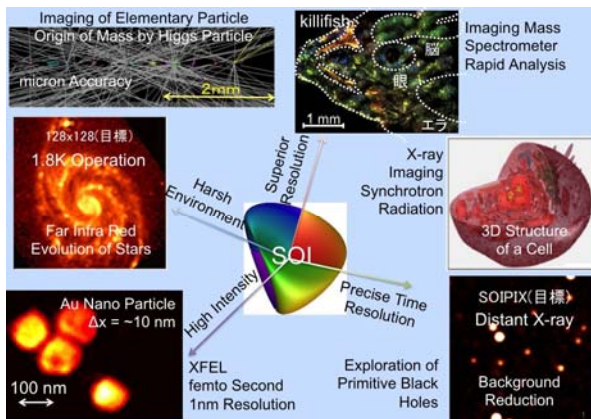 Imaging of Elementary Particle
Origin of Mass by Higgs Particle
micron Accuracy
2mm
killifish
脳
眼
エラ
1 mm
Imaging Mass
Spectrometer
Rapid Analysis
128x128(目標)
1.8K Operation
Far Infra Red
Evolution of Stars
Harsh
Environment
Superior
Resolution
X-ray
Imaging
Synchrotron
Radiation
3D Structure
of a Cell
SOI
High Intensity
Precise Time
Resolution
Au Nano Particle
Δx = ~10 nm
100 nm
XFEL
femto Second
1nm Resolution
Exploration of
Primitive Black
Holes
SOIPIX(目標)
Distant X-ray
Background
Reduction